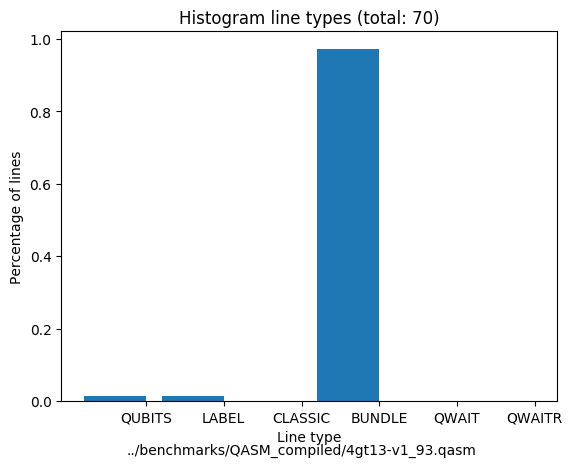 Histogram line types (total: 70)
Percentage of lines
1.0
0.8
0.6
0.4
0.2
0.0
QUBITS LABEL CLASSIC BUNDLE QWAIT QWAITR
Line type
../benchmarks/QASM_compiled/4gt13-v1_93.qasm